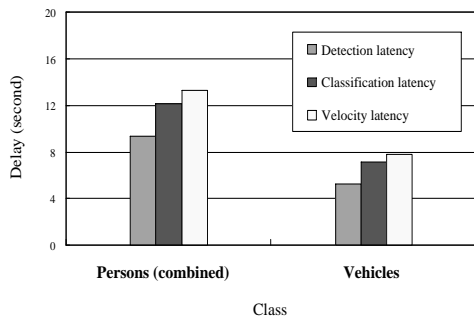 20
16
12
8
4
0
Delay (second)
Detection latency
Classification latency
Velocity latency
Persons (combined)
Vehicles
Class